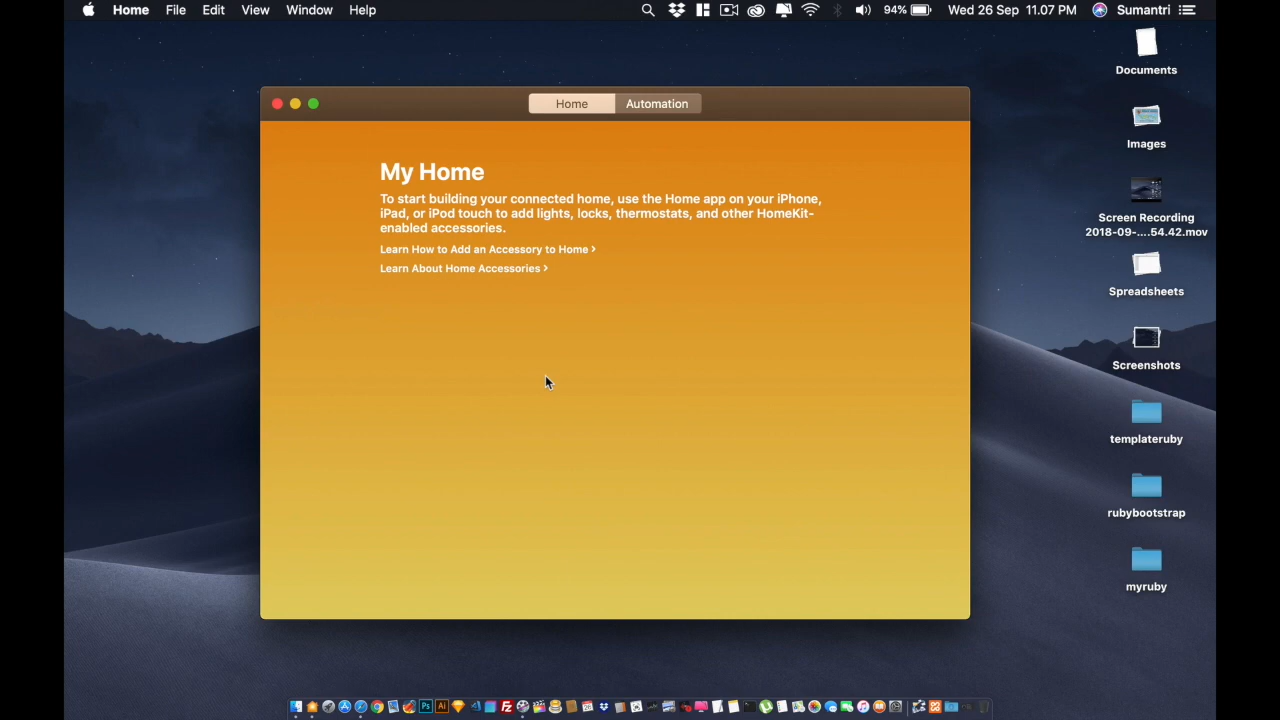 Home File Edit View Window Help 94% Wed 26 Sep 11.07 PM Sumantri
Documents
Images
Screen Recording
2018-09-....54.42.mov
Spreadsheets
Screenshots
templateruby
rubybootstrap
myruby
Home Automation
My Home
To start building your connected home, use the Home app on your iPhone,
iPad, or iPod touch to add lights, locks, thermostats, and other HomeKit-
enabled accessories.
Learn How to Add an Accessory to Home >
Learn About Home Accessories >
Ps Ai Fz